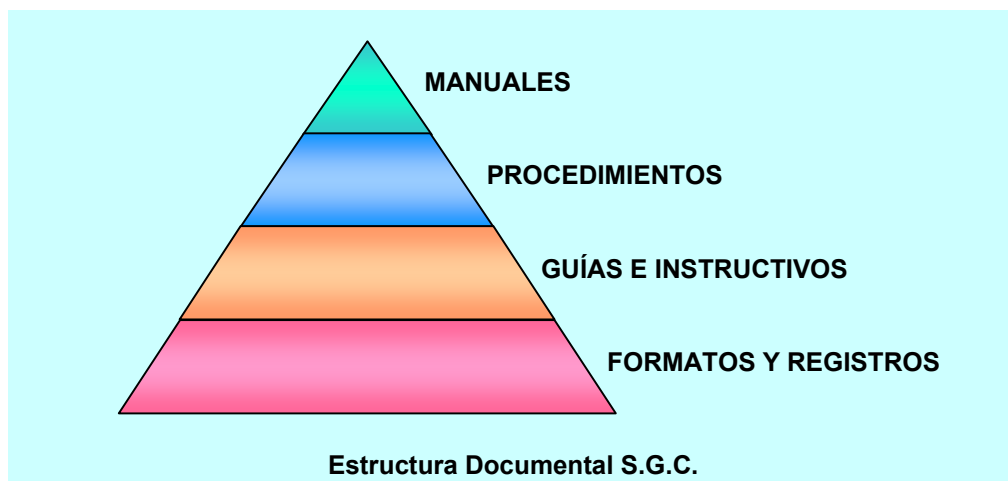 MANUALES
PROCEDIMIENTOS
GUÍAS E INSTRUCTIVOS
FORMATOS Y REGISTROS
Estructura Documental S.G.C.